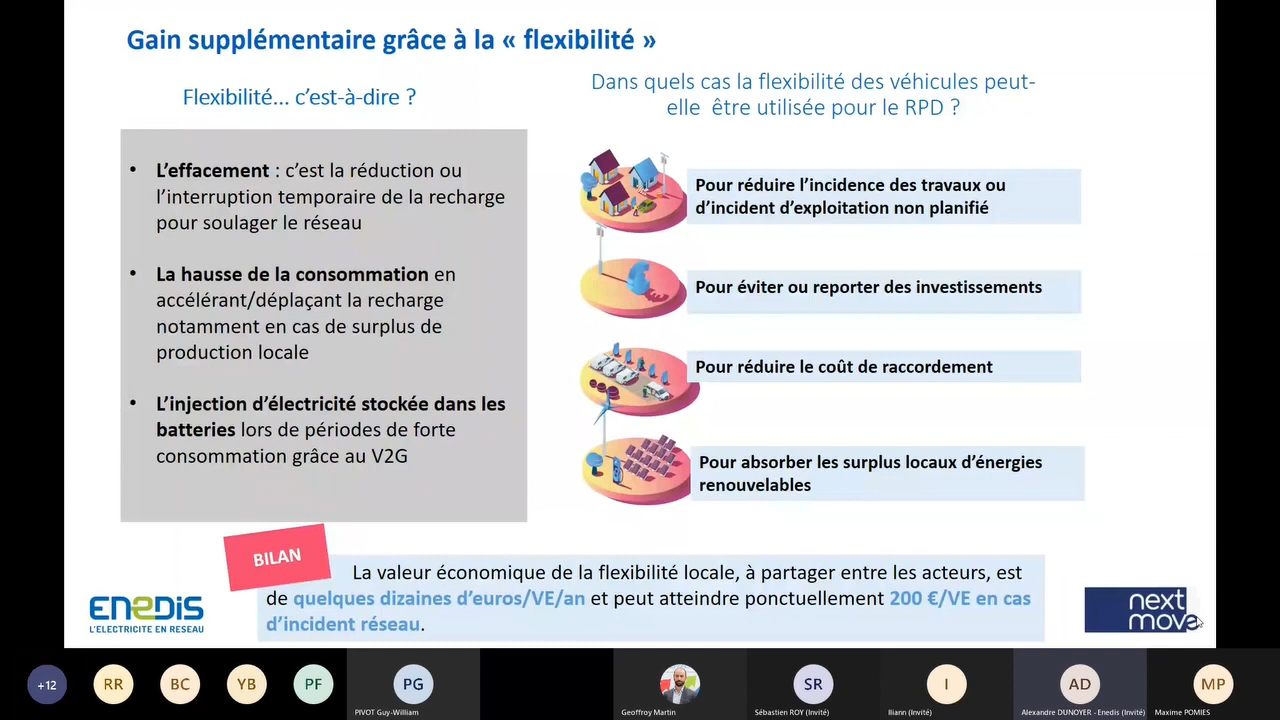 Gain supplémentaire grâce à la « flexibilité »
Flexibilité... c’est-à-dire ?
• L’effacement : c’est la réduction ou
l’interruption temporaire de la recharge
pour soulager le réseau
• La hausse de la consommation en
accélérant/déplaçant la recharge
notamment en cas de surplus de
production locale
• L’injection d’électricité stockée dans les
batteries lors de périodes de forte
consommation grâce au V2G
Dans quels cas la flexibilité des véhicules peut-
elle être utilisée pour le RPD ?
Pour réduire l’incidence des travaux ou
d’incident d’exploitation non planifié
Pour éviter ou reporter des investissements
Pour réduire le coût de raccordement
Pour absorber les surplus locaux d’énergies
renouvelables
BILAN
La valeur économique de la flexibilité locale, à partager entre les acteurs, est
de quelques dizaines d’euros/VE/an et peut atteindre ponctuellement 200 €/VE en cas
d’incident réseau.
ENEDIS
L'ELECTRICITE EN RESEAU
next
move
+12
RR
BC
YB
PF
PG
SR
I
AD
MP
PIVOT Guy-William
Geoffroy Martin
Sébastien ROY (Invité)
Iliann (Invité)
Alexandre DUNOYER - Enedis (Invité)
Maxime POMIES